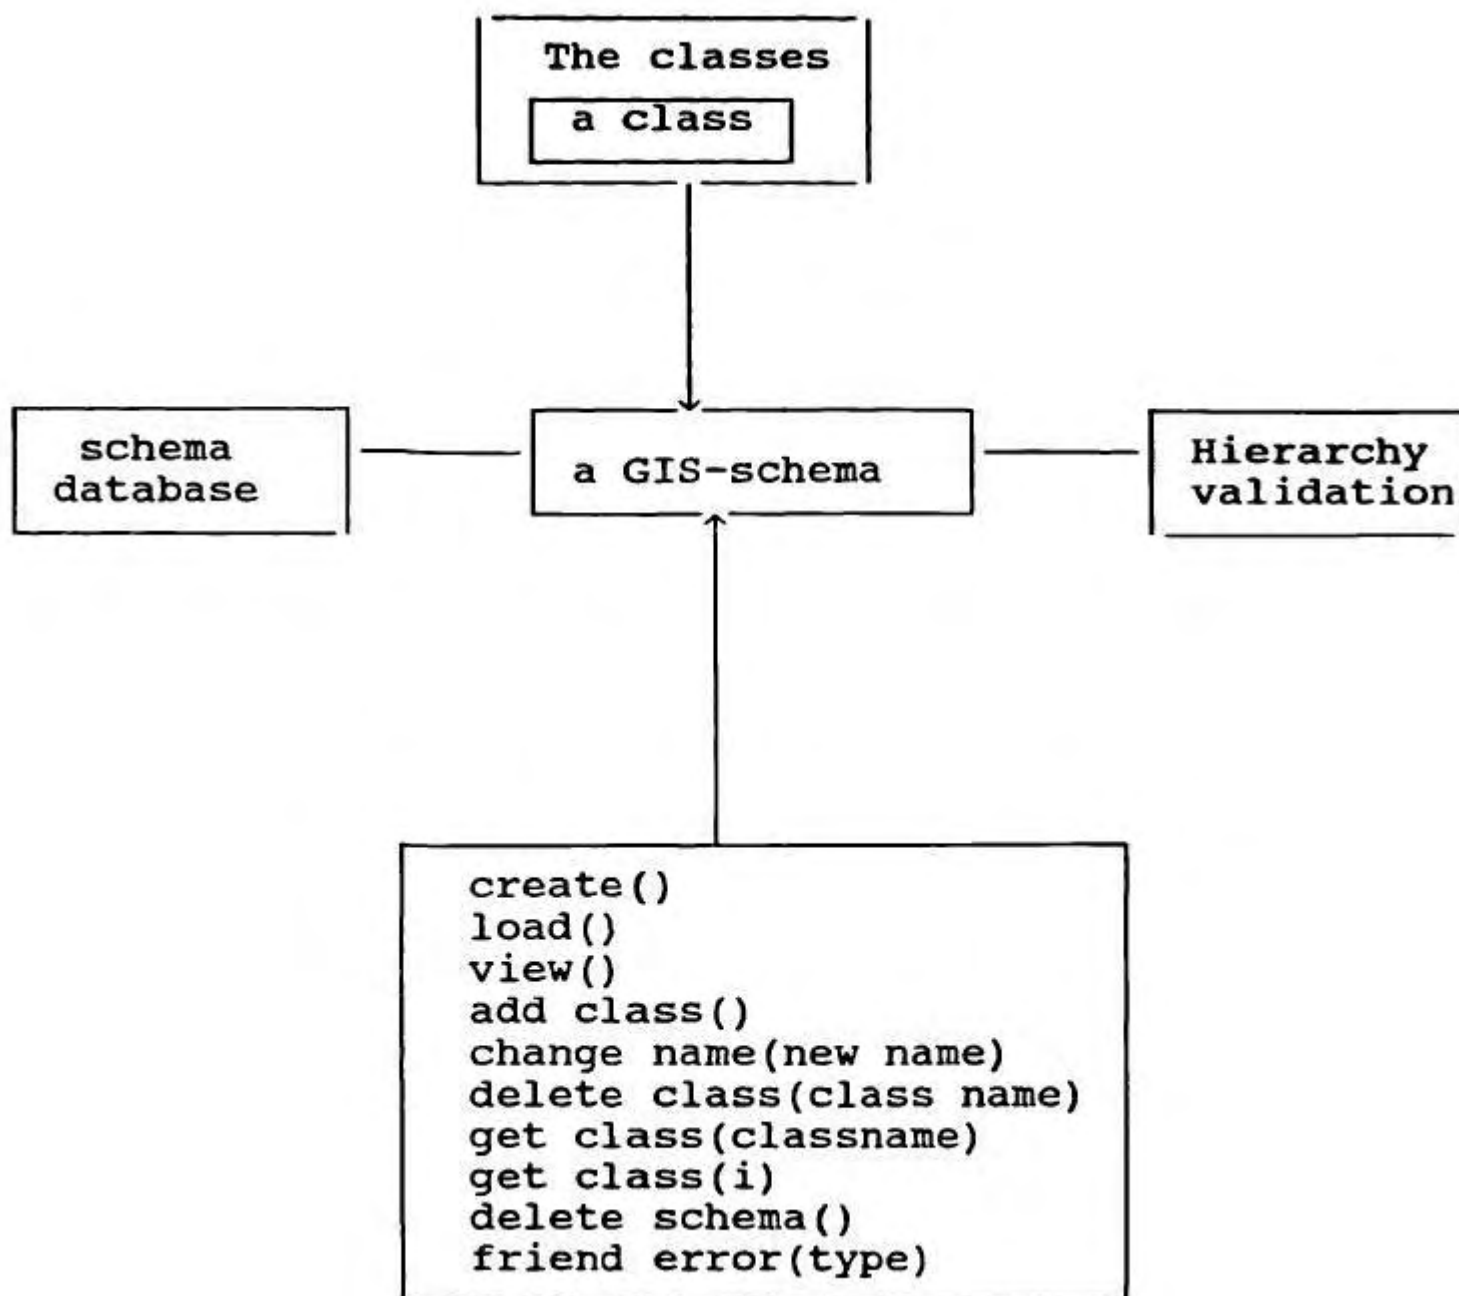 The classes
a class
schema
database
a GIS-schema
Hierarchy
validation
create()
load()
view()
add class()
change name(new name)
delete class(class name)
get class(classname)
get class(i)
delete schema()
friend error(type)